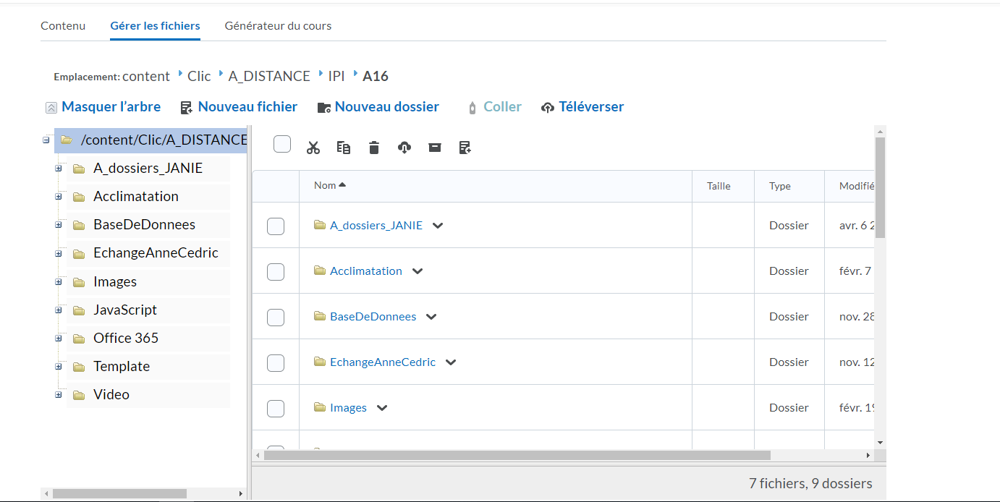 Contenu Gérer les fichiers Générateur du cours
Emplacement: content Clic A_DISTANCE IPI A16
Masquer l’arbre Nouveau fichier Nouveau dossier Coller Téléverser
/content/Clic/A_DISTANCE
A_dossiers_JANIE
Acclimatation
BaseDeDonnees
EchangeAnneCedric
Images
JavaScript
Office 365
Template
Video
Nom Taille Type Modifié
A_dossiers_JANIE Dossier avr. 6 2
Acclimatation Dossier févr. 7
BaseDeDonnees Dossier nov. 28
EchangeAnneCedric Dossier nov. 12
Images Dossier févr. 19
7 fichiers, 9 dossiers